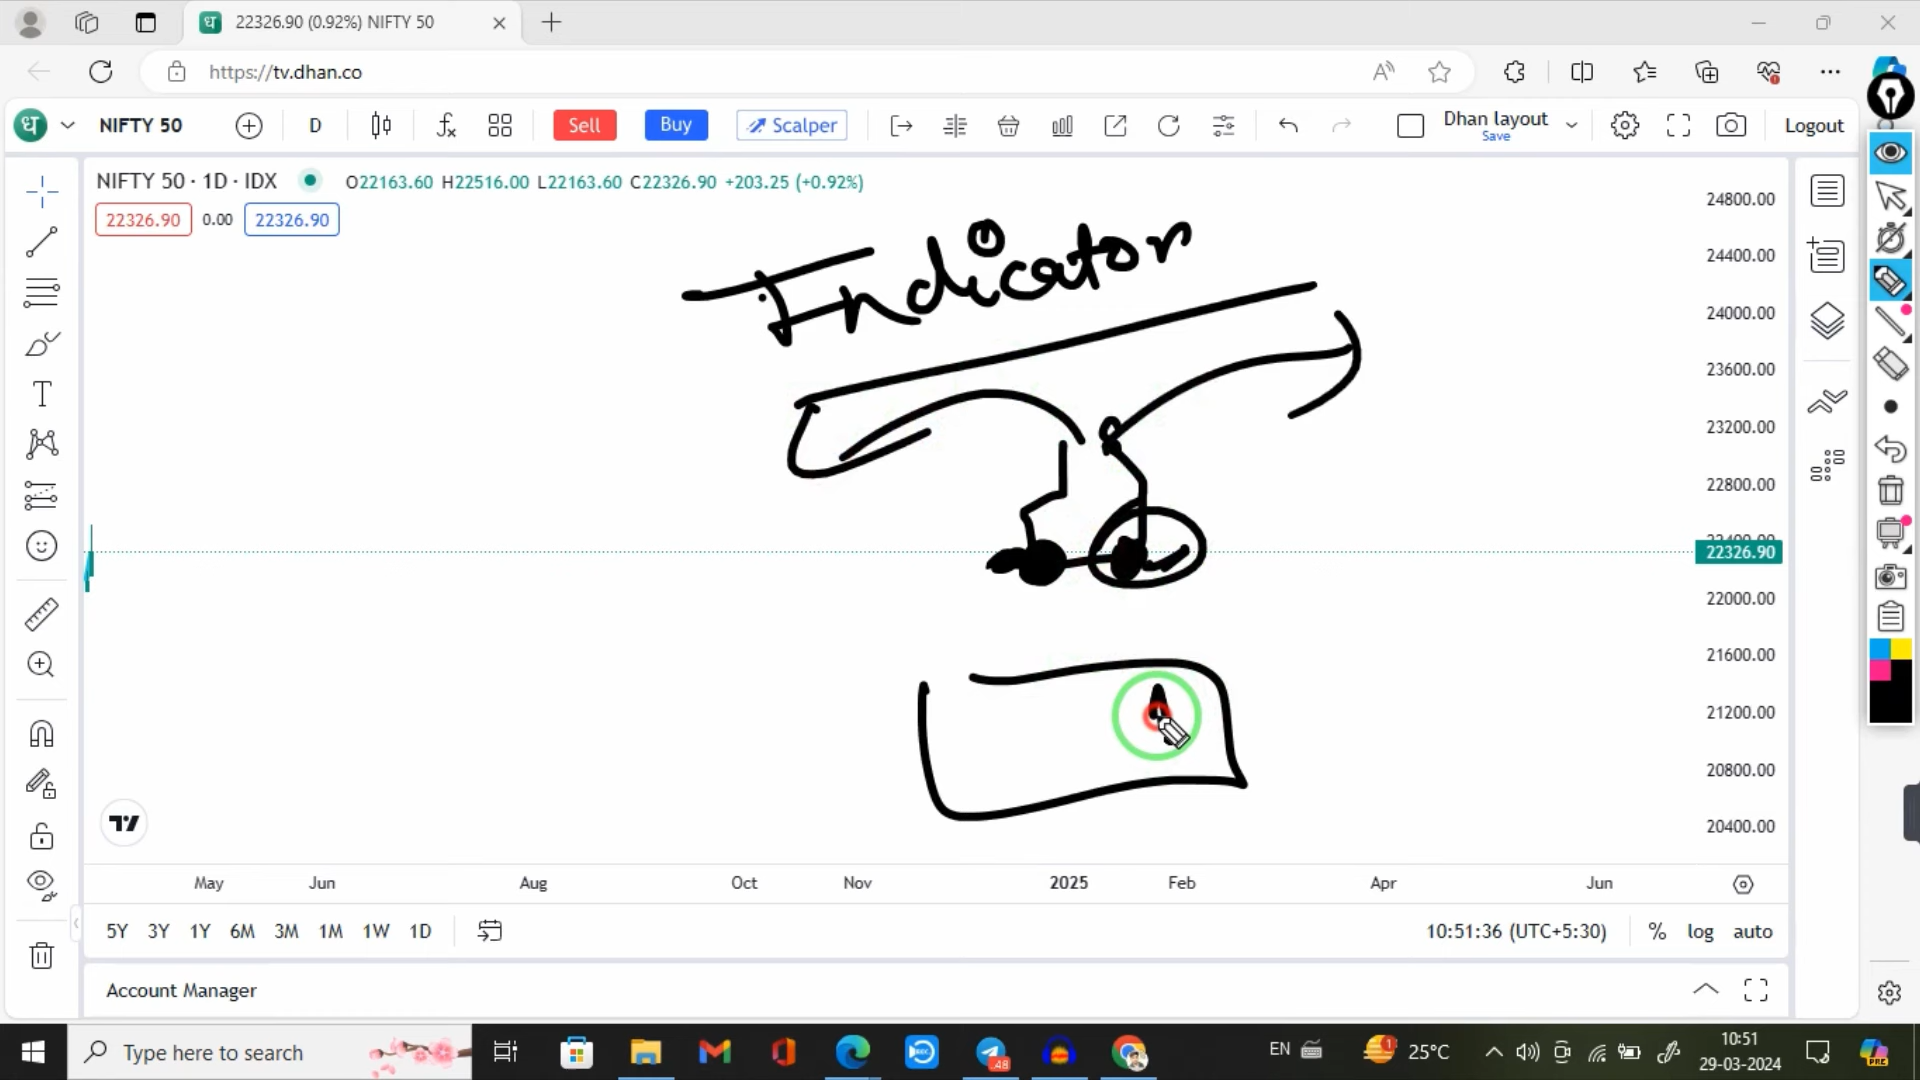 22326.90 (0.92%) NIFTY 50
https://tv.dhan.co
ध NIFTY 50 D Sell Buy Scalper Dhan layout Save Logout
NIFTY 50 · 1D · IDX O22163.60 H22516.00 L22163.60 C22326.90 +203.25 (+0.92%)
22326.90 0.00 22326.90
Indicator
24800.00
24400.00
24000.00
23600.00
23200.00
22800.00
22400.00
22326.90
22000.00
21600.00
21200.00
20800.00
20400.00
May Jun Aug Oct Nov 2025 Feb Apr Jun
5Y 3Y 1Y 6M 3M 1M 1W 1D 10:51:36 (UTC+5:30) % log auto
Account Manager
Type here to search 48 EN 1 25°C 10:51
29-03-2024